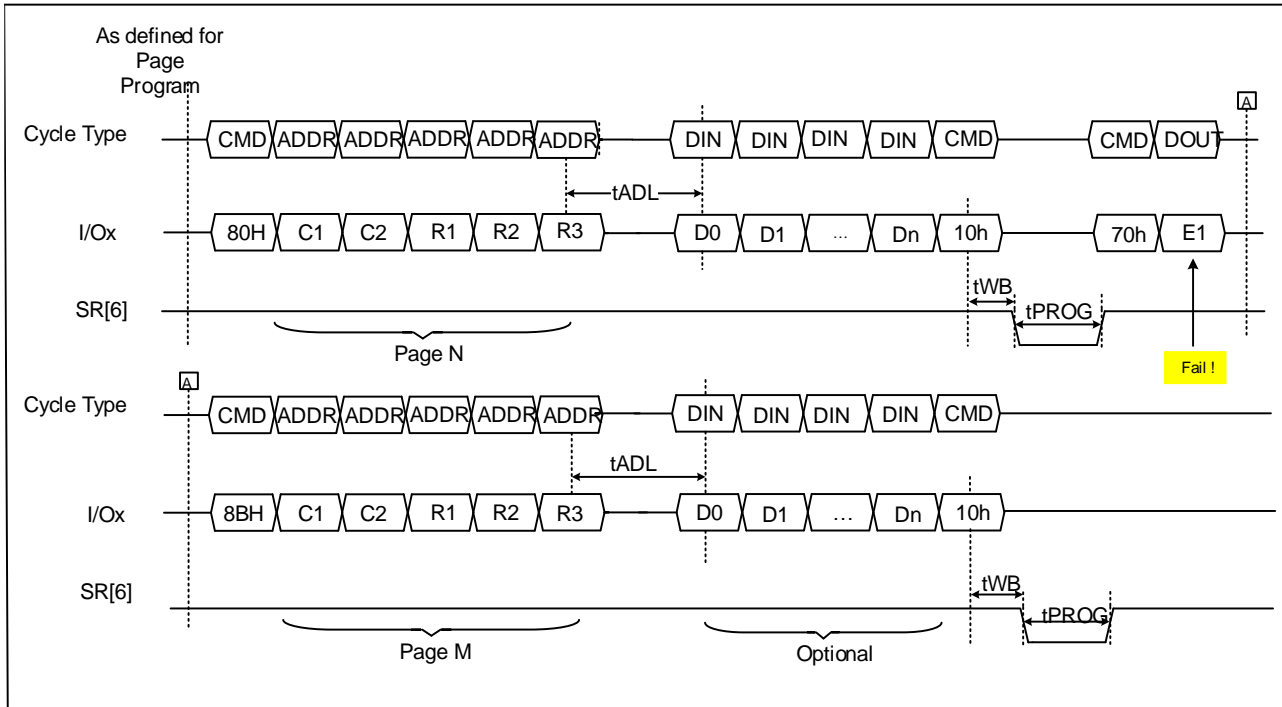 As defined for
Page
Program
A
Cycle Type CMD ADDR ADDR ADDR ADDR ADDR DIN DIN DIN DIN CMD CMD DOUT
tADL
I/Ox 80H C1 C2 R1 R2 R3 D0 D1 ... Dn 10h 70h E1
SR[6] tWB tPROG
Page N
Fail !
A
Cycle Type CMD ADDR ADDR ADDR ADDR ADDR DIN DIN DIN DIN CMD
tADL
I/Ox 8BH C1 C2 R1 R2 R3 D0 D1 ... Dn 10h
SR[6] tWB tPROG
Page M Optional